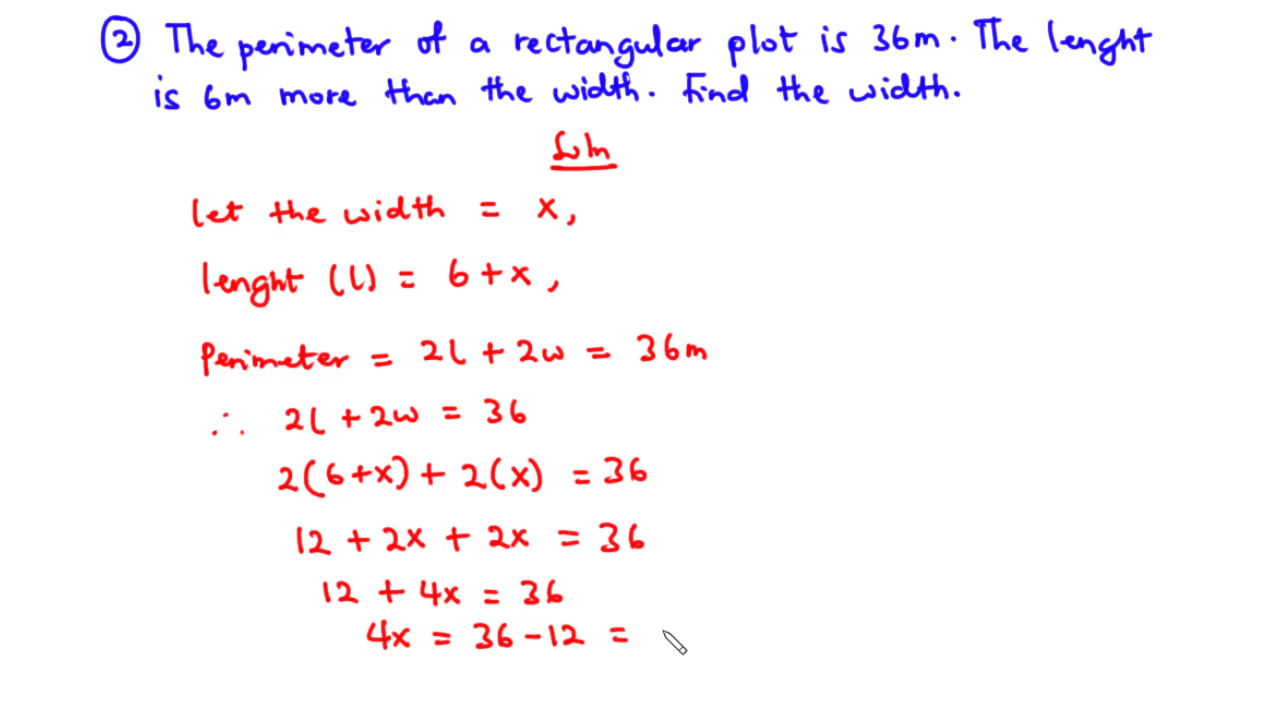 ② The perimeter of a rectangular plot is 36m. The lenght
is 6m more than the width. Find the width.
Soln
let the width = x,
lenght (l) = 6 + x,
Perimeter = 2l + 2w = 36m
∴ 2l + 2w = 36
2(6+x) + 2(x) = 36
12 + 2x + 2x = 36
12 + 4x = 36
4x = 36 - 12 =